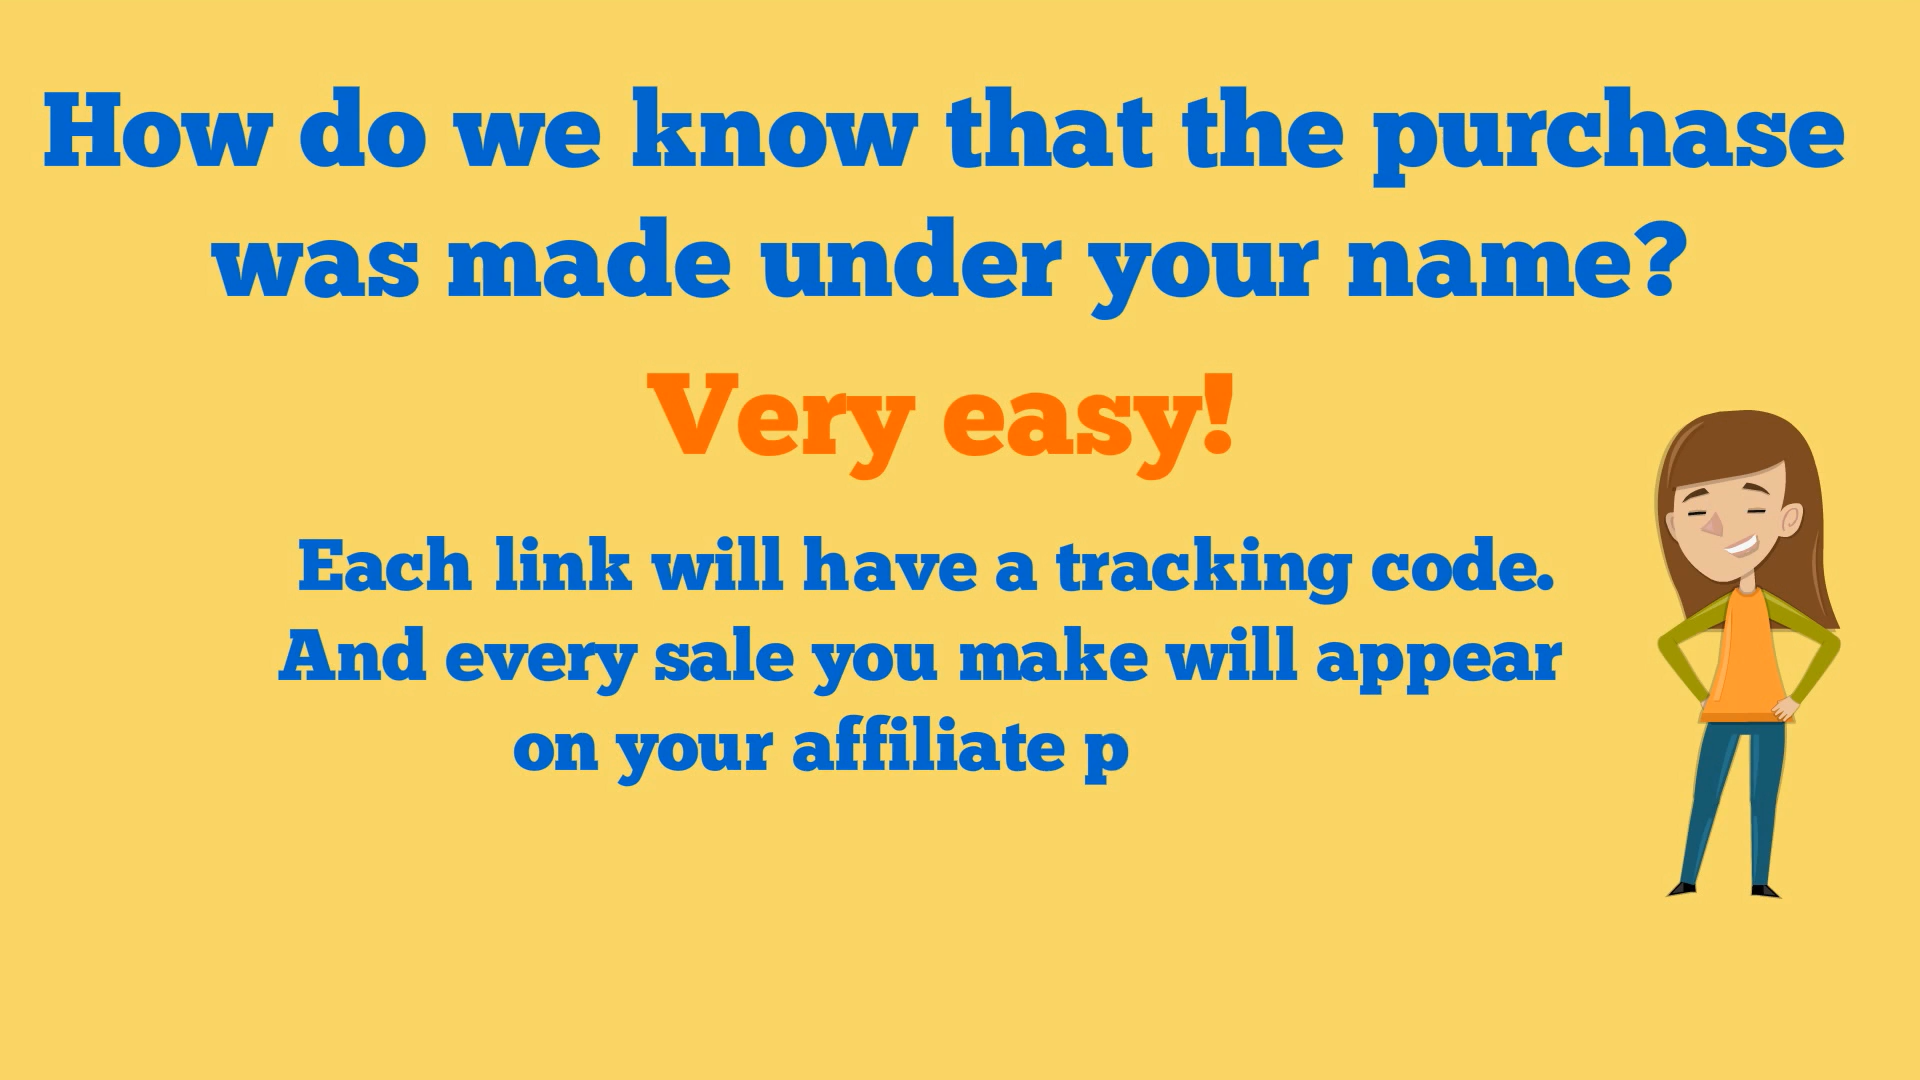 How do we know that the purchase
was made under your name?
Very easy!
Each link will have a tracking code.
And every sale you make will appear
on your affiliate p